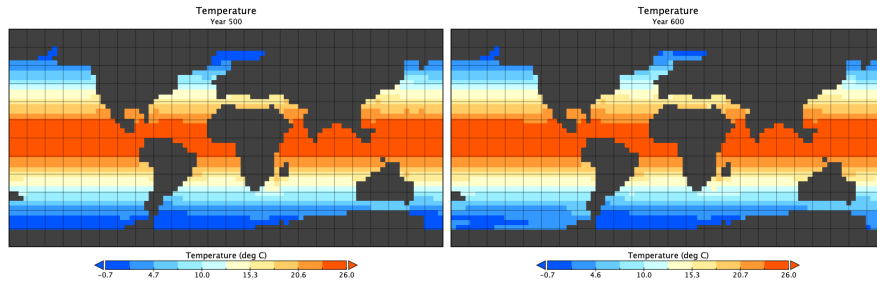 Temperature
Year 500
Temperature (deg C)
−0.7 4.7 10.0 15.3 20.6 26.0
Temperature
Year 600
Temperature (deg C)
−0.7 4.6 10.0 15.3 20.7 26.0